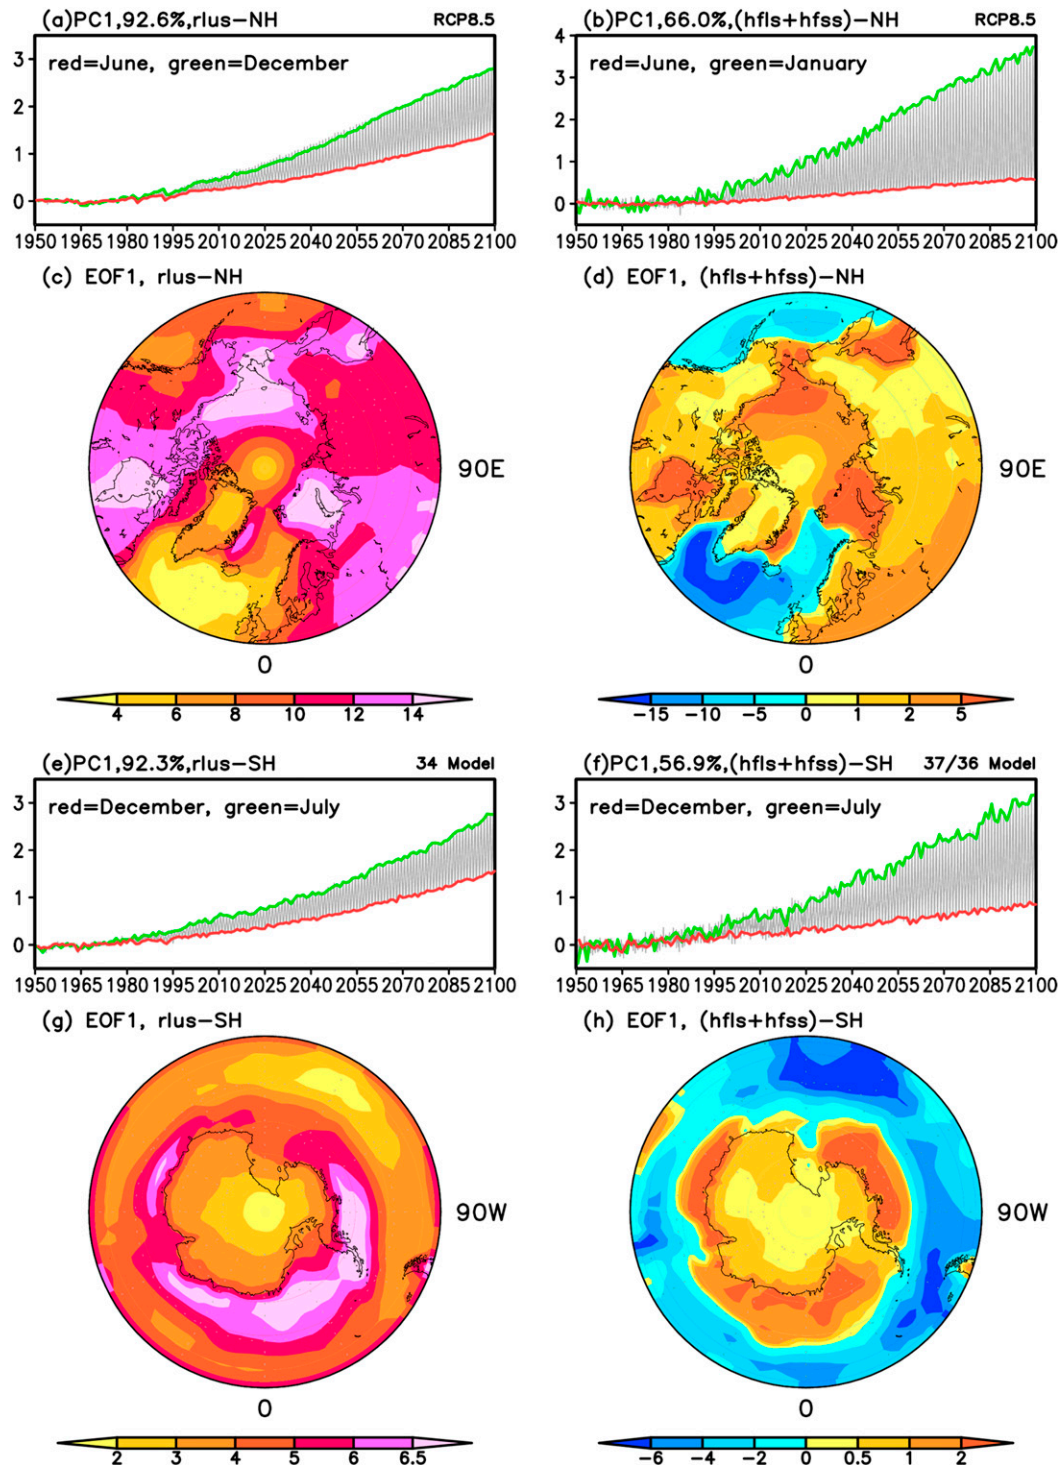 (a)PC1,92.6%,rlus−NH RCP8.5
red=June, green=December
3
2
1
0
1950 1965 1980 1995 2010 2025 2040 2055 2070 2085 2100
(b)PC1,66.0%,(hfls+hfss)−NH RCP8.5
red=June, green=January
4
3
2
1
0
1950 1965 1980 1995 2010 2025 2040 2055 2070 2085 2100
(c) EOF1, rlus−NH
90E
0
4 6 8 10 12 14
(d) EOF1, (hfls+hfss)−NH
90E
0
−15 −10 −5 0 1 2 5
(e)PC1,92.3%,rlus−SH 34 Model
red=December, green=July
3
2
1
0
1950 1965 1980 1995 2010 2025 2040 2055 2070 2085 2100
(f)PC1,56.9%,(hfls+hfss)−SH 37/36 Model
red=December, green=July
3
2
1
0
1950 1965 1980 1995 2010 2025 2040 2055 2070 2085 2100
(g) EOF1, rlus−SH
90W
0
2 3 4 5 6 6.5
(h) EOF1, (hfls+hfss)−SH
90W
0
−6 −4 −2 0 0.5 1 2